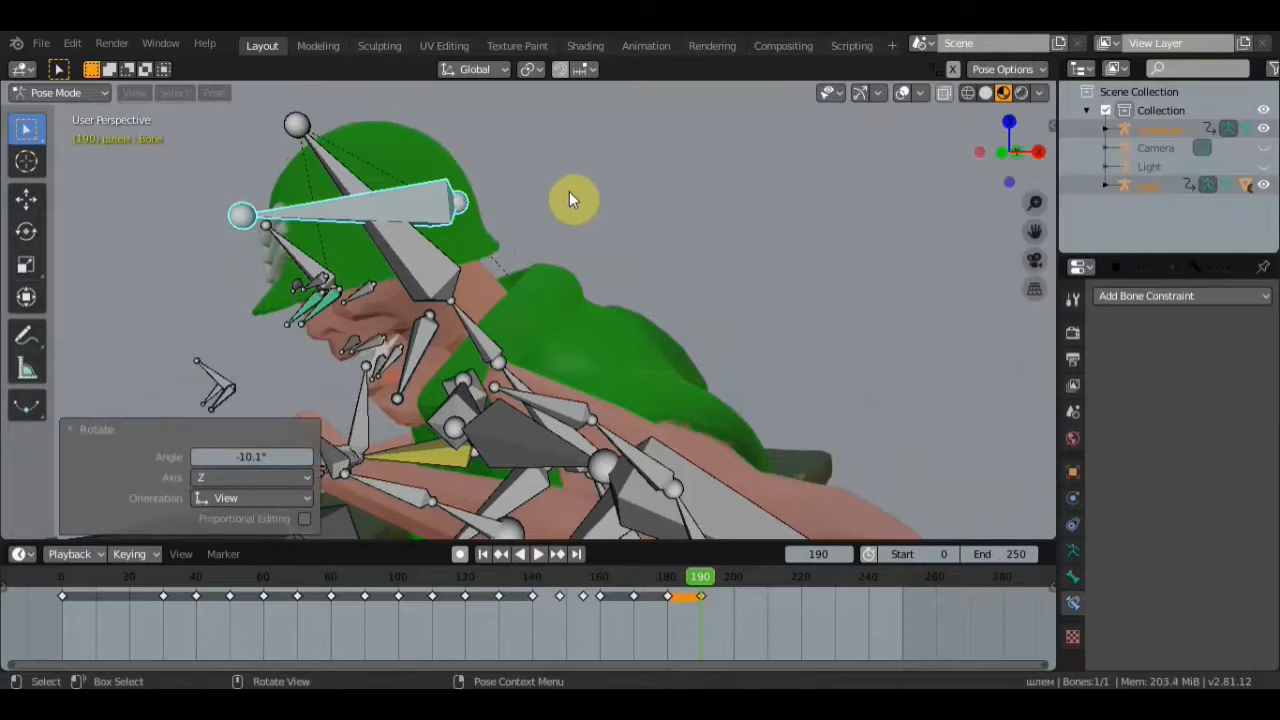 File Edit Render Window Help Layout Modeling Sculpting UV Editing Texture Paint Shading Animation Rendering Compositing Scripting + Scene View Layer
Global X Pose Options
Pose Mode View Select Pose
Scene Collection
User Perspective
(190) шлем : Bone
Collection
Camera
Light
Add Bone Constraint
Rotate
Angle -10.1°
Axis Z
Orientation View
Proportional Editing
Playback Keying View Marker 190 Start 0 End 250
0 20 40 60 80 100 120 140 160 180 190 200 220 240 260 280
Select Box Select Rotate View Pose Context Menu шлем | Bones:1/1 | Mem: 203.4 MiB | v2.81.12